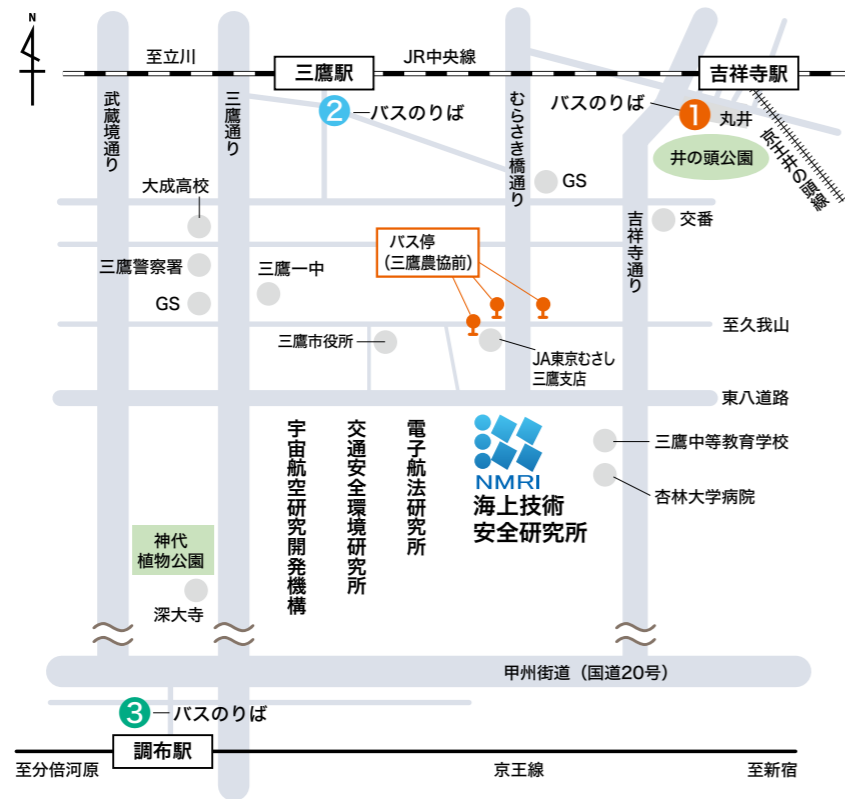 N
至立川
三鷹駅
JR中央線
吉祥寺駅
武蔵境通り
三鷹通り
2
バスのりば
むらさき橋通り
バスのりば
1
丸井
京王井の頭線
井の頭公園
大成高校
GS
吉祥寺通り
交番
三鷹警察署
三鷹一中
バス停
(三鷹農協前)
GS
三鷹市役所
JA東京むさし
三鷹支店
至久我山
東八道路
宇宙航空研究開発機構
交通安全環境研究所
電子航法研究所
NMRI
海上技術
安全研究所
三鷹中等教育学校
杏林大学病院
神代
植物公園
深大寺
甲州街道（国道20号）
3
バスのりば
調布駅
至分倍河原
京王線
至新宿